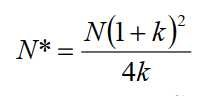 N* = N(1 + k)² / 4k